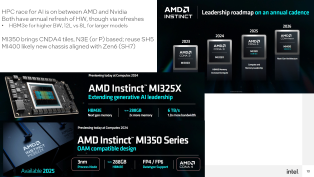 HPC race for AI is on between AMD and Nvidia
Both have annual refresh of HW, though via refreshes
• HBM3e for higher BW, 12L vs 8L for larger models
MI350 brings CNDA4 tiles, N3E (or P) based; reuse SH5
MI400 likely new chassis aligned with Zen6 (SH7)
AMD INSTINCT
Leadership roadmap on an annual cadence
2023
2024
2025
2026
Previewing today at Computex 2024
AMD Instinct™ MI325X
Extending generative AI leadership
HBM3E
Next gen memory
288GB
2x more memory
6 TB/s
1.3x more bandwidth
Previewing today at Computex 2024
AMD Instinct™ MI350 Series
OAM compatible design
3nm
Process Node
288GB
HBM3E
FP4 / FP6
Datatype Support
AMD
CDNA 4
Available 2025
intel.